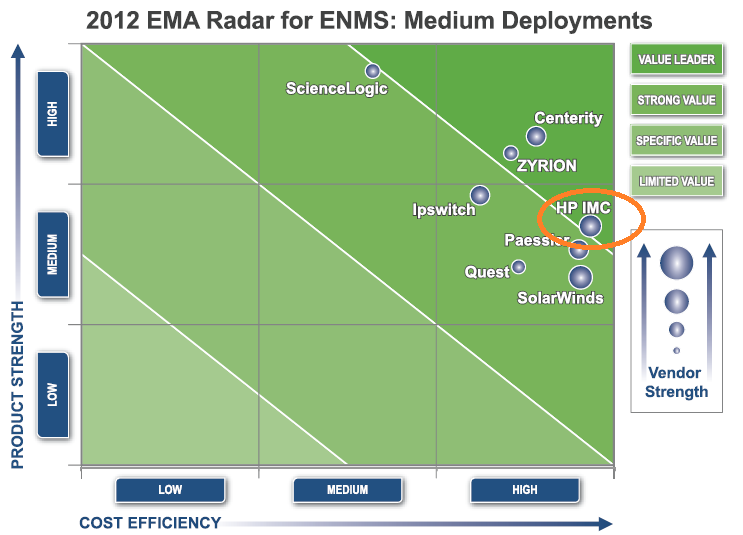 2012 EMA Radar for ENMS: Medium Deployments
PRODUCT STRENGTH
HIGH
MEDIUM
LOW
ScienceLogic
Centerity
ZYRION
Ipswitch
HP IMC
Paessler
Quest
SolarWinds
VALUE LEADER
STRONG VALUE
SPECIFIC VALUE
LIMITED VALUE
Vendor
Strength
LOW
MEDIUM
HIGH
COST EFFICIENCY